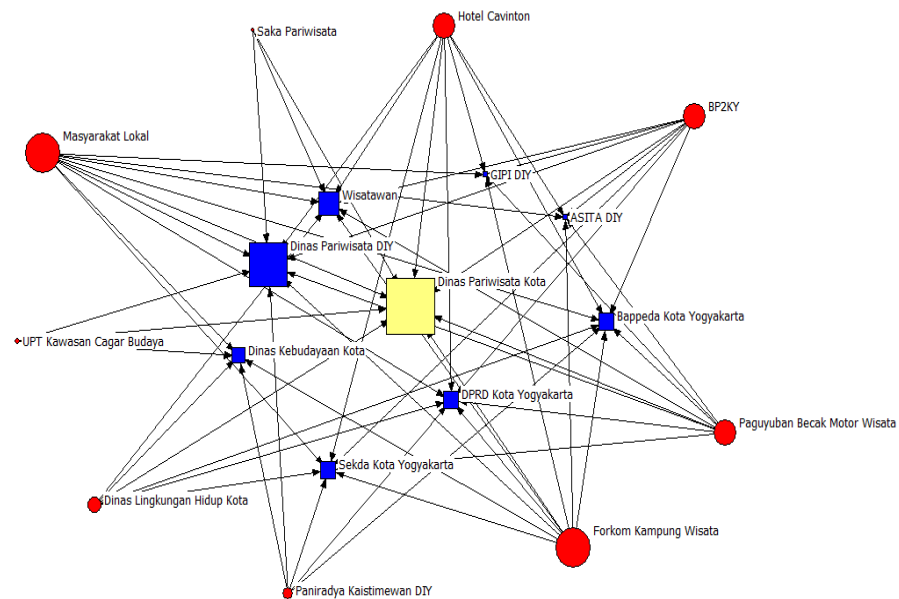 Hotel Cavinton
Saka Pariwisata
BP2KY
Masyarakat Lokal
GIPI DIY
Wisatawan
ASITA DIY
Dinas Pariwisata DIY
Dinas Pariwisata Kota
Bappeda Kota Yogyakarta
UPT Kawasan Cagar Budaya
Dinas Kebudayaan Kota
DPRD Kota Yogyakarta
Paguyuban Becak Motor Wisata
Sekda Kota Yogyakarta
Dinas Lingkungan Hidup Kota
Forkom Kampung Wisata
Paniradya Kaistimewan DIY